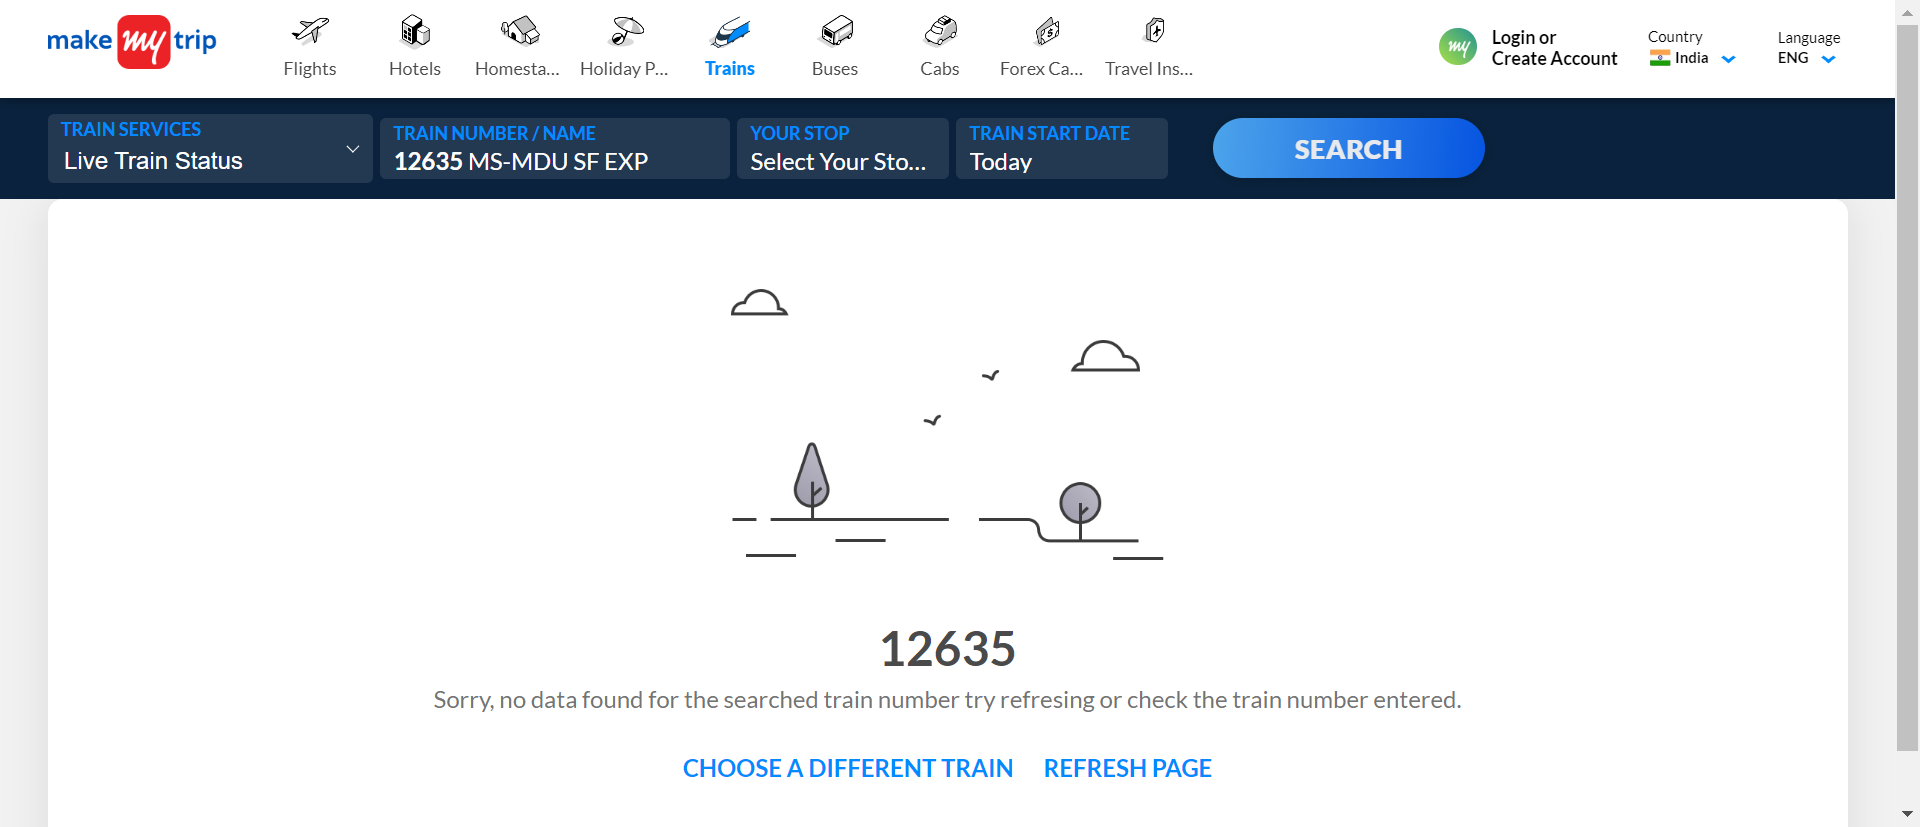 make my trip
Flights
Hotels
Homesta...
Holiday P...
Trains
Buses
Cabs
Forex Ca...
Travel Ins...
my
Login or
Create Account
Country
India
Language
ENG
TRAIN SERVICES
Live Train Status
TRAIN NUMBER / NAME
12635 MS-MDU SF EXP
YOUR STOP
Select Your Sto...
TRAIN START DATE
Today
SEARCH
12635
Sorry, no data found for the searched train number try refresing or check the train number entered.
CHOOSE A DIFFERENT TRAIN
REFRESH PAGE